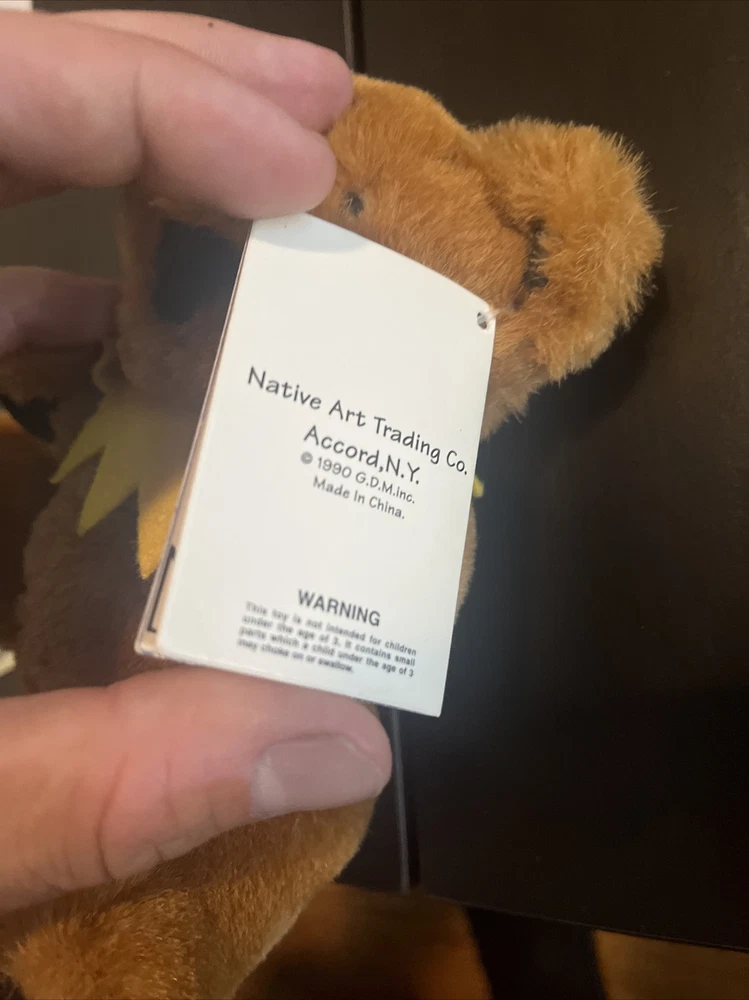 Native Art Trading Co.
Accord,N.Y.
© 1990 G.D.M.inc.
Made In China.
WARNING
This toy is not intended for children
under the age of 3. It contains small
parts which a child under the age of 3
may choke on or swallow.